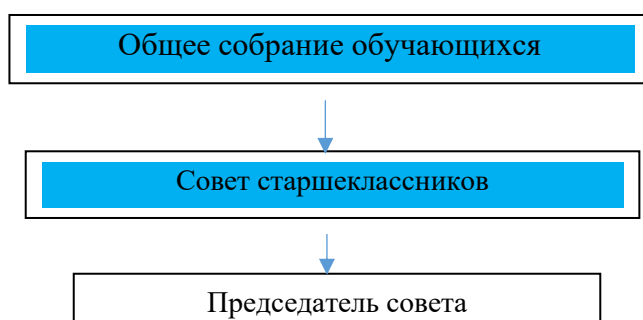 Общее собрание обучающихся
Совет старшеклассников
Председатель совета